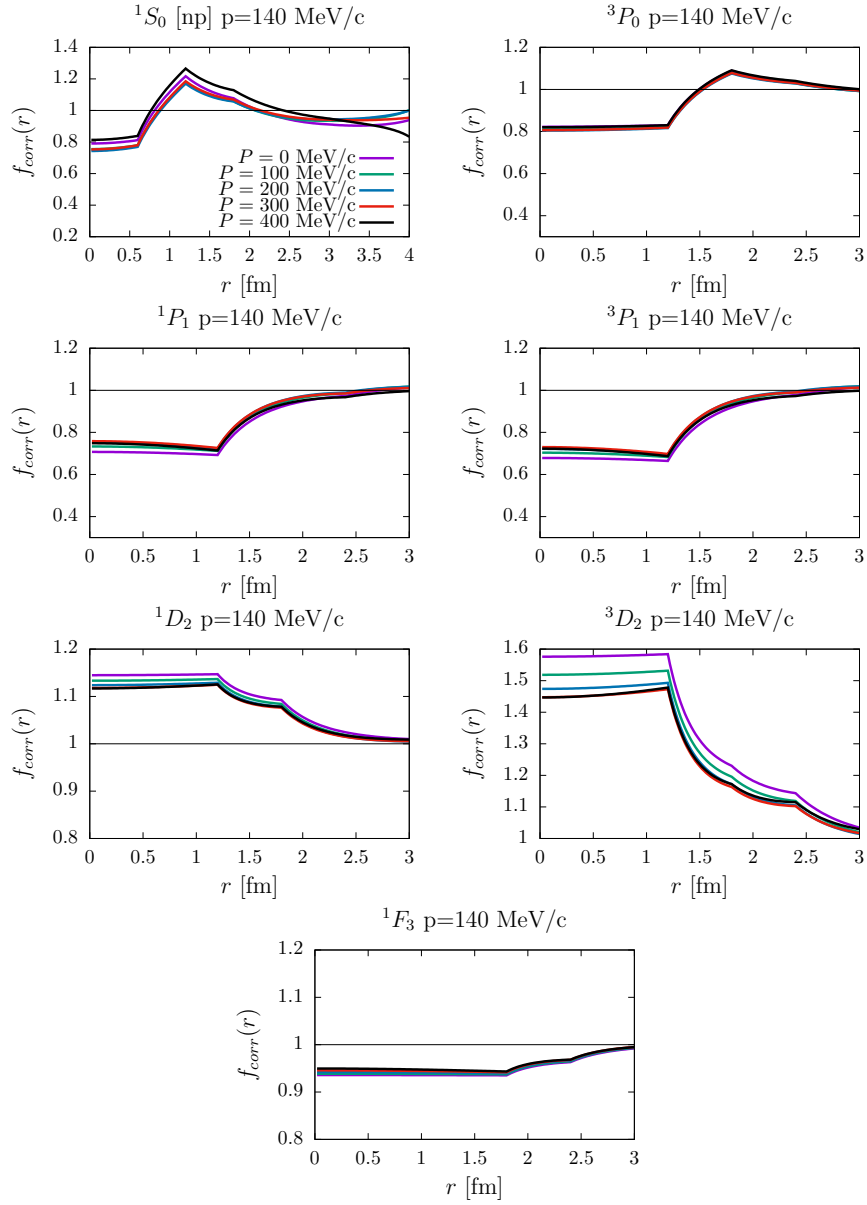 ¹S₀ [np] p=140 MeV/c
1.4
1.2
1
0.8
0.6
0.4
0.2
f_corr(r)
P = 0 MeV/c
P = 100 MeV/c
P = 200 MeV/c
P = 300 MeV/c
P = 400 MeV/c
0 0.5 1 1.5 2 2.5 3 3.5 4
r [fm]
³P₀ p=140 MeV/c
1.2
1
0.8
0.6
0.4
f_corr(r)
0 0.5 1 1.5 2 2.5 3
r [fm]
¹P₁ p=140 MeV/c
1.2
1
0.8
0.6
0.4
f_corr(r)
0 0.5 1 1.5 2 2.5 3
r [fm]
³P₁ p=140 MeV/c
1.2
1
0.8
0.6
0.4
f_corr(r)
0 0.5 1 1.5 2 2.5 3
r [fm]
¹D₂ p=140 MeV/c
1.2
1.1
1
0.9
0.8
f_corr(r)
0 0.5 1 1.5 2 2.5 3
r [fm]
³D₂ p=140 MeV/c
1.6
1.5
1.4
1.3
1.2
1.1
1
f_corr(r)
0 0.5 1 1.5 2 2.5 3
r [fm]
¹F₃ p=140 MeV/c
1.2
1.1
1
0.9
0.8
f_corr(r)
0 0.5 1 1.5 2 2.5 3
r [fm]